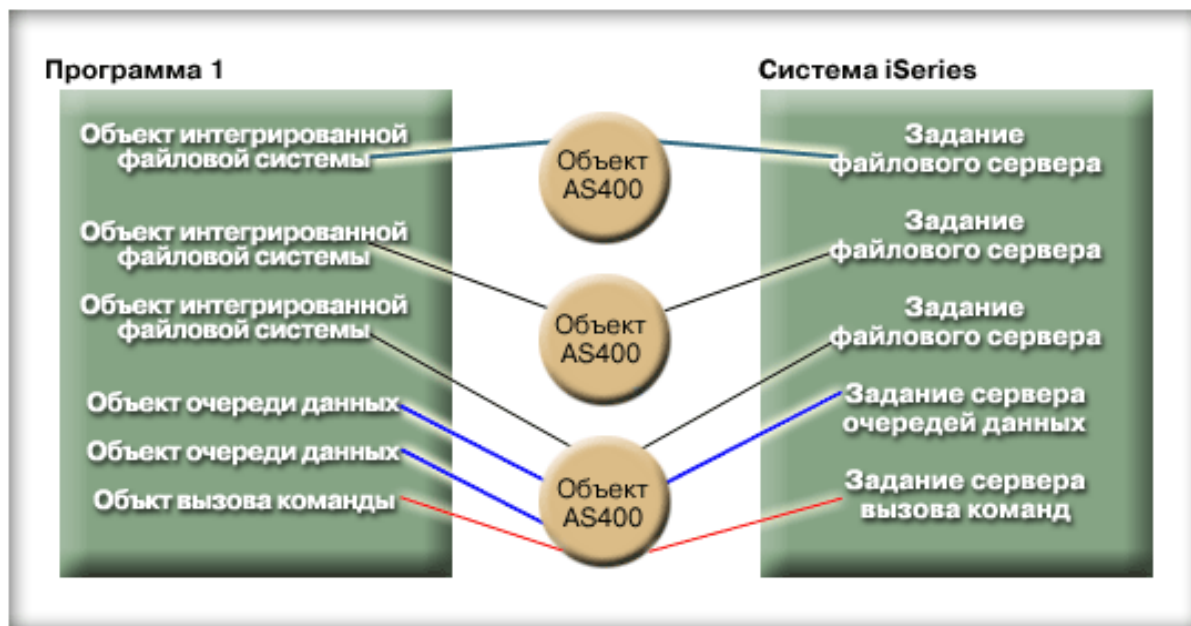 Программа 1
Объект интегрированной
файловой системы
Объект интегрированной
файловой системы
Объект интегрированной
файловой системы
Объект очереди данных
Объект очереди данных
Объкт вызова команды
Объект
AS400
Объект
AS400
Объект
AS400
Система iSeries
Задание
файлового сервера
Задание
файлового сервера
Задание
файлового сервера
Задание сервера
очередей данных
Задание сервера
вызова команд